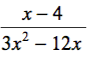 x − 4
3x² − 12x